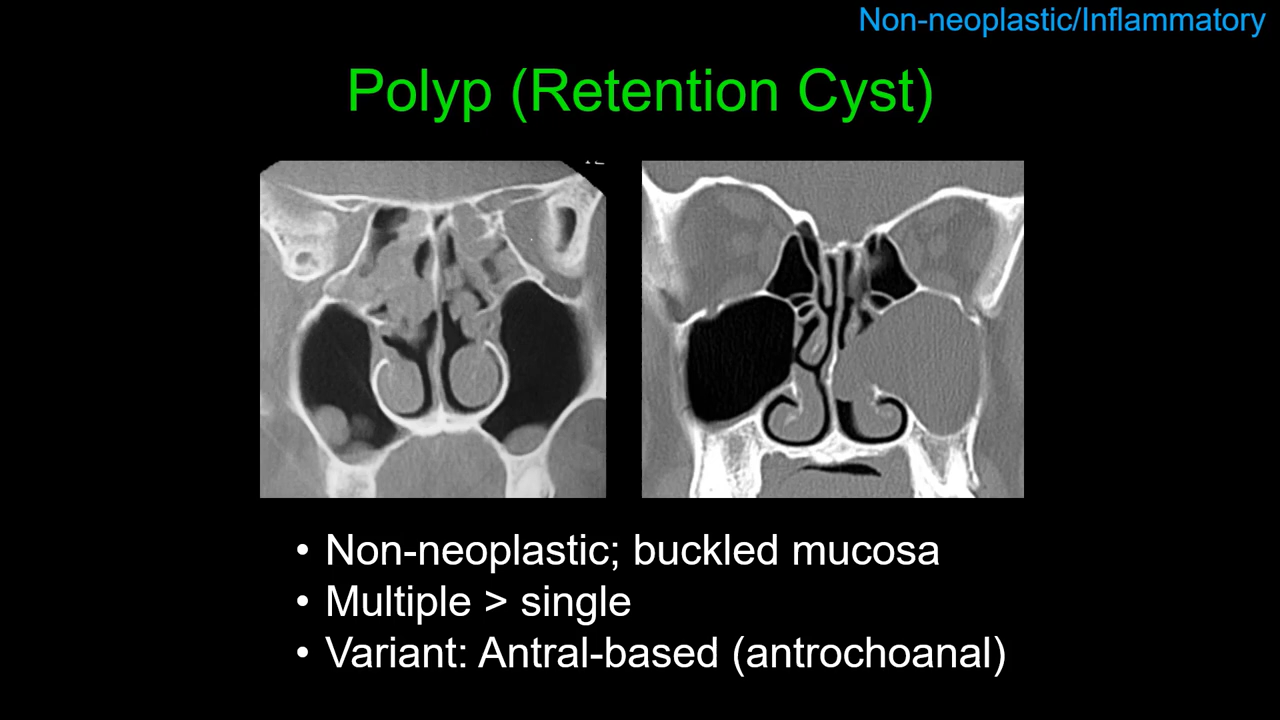 Non-neoplastic/Inflammatory
Polyp (Retention Cyst)
• Non-neoplastic; buckled mucosa
• Multiple > single
• Variant: Antral-based (antrochoanal)